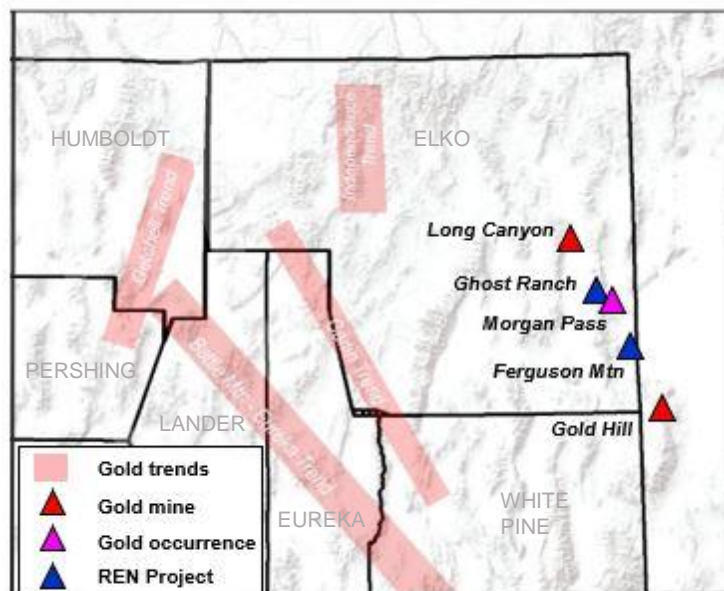 HUMBOLDT
ELKO
Trend
Getchell Trend
Long Canyon
Ghost Ranch
Morgan Pass
Carlin Trend
PERSHING
Ferguson Mtn
Battle Mtn - Eureka Trend
LANDER
Gold Hill
Gold trends
Gold mine
EUREKA
WHITE
PINE
Gold occurrence
REN Project